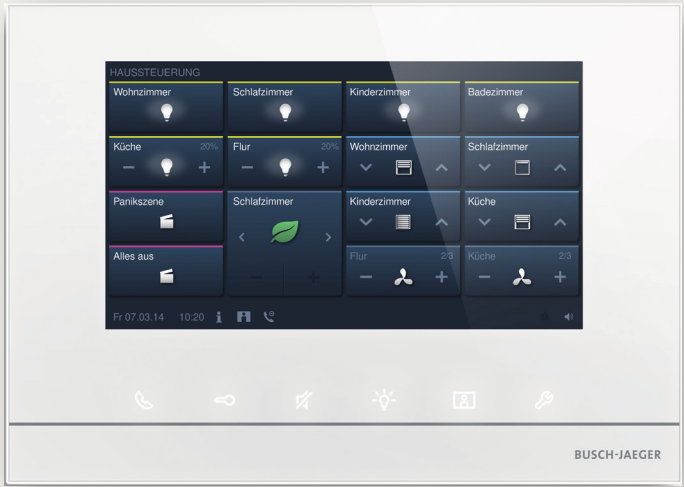 HAUSSTEUERUNG
Wohnzimmer Schlafzimmer Kinderzimmer Badezimmer
Küche 20% Flur 20% Wohnzimmer Schlafzimmer
Panikszene Schlafzimmer Kinderzimmer Küche
Alles aus Flur 2/3 Küche 2/3
Fr 07.03.14 10:20
BUSCH-JAEGER